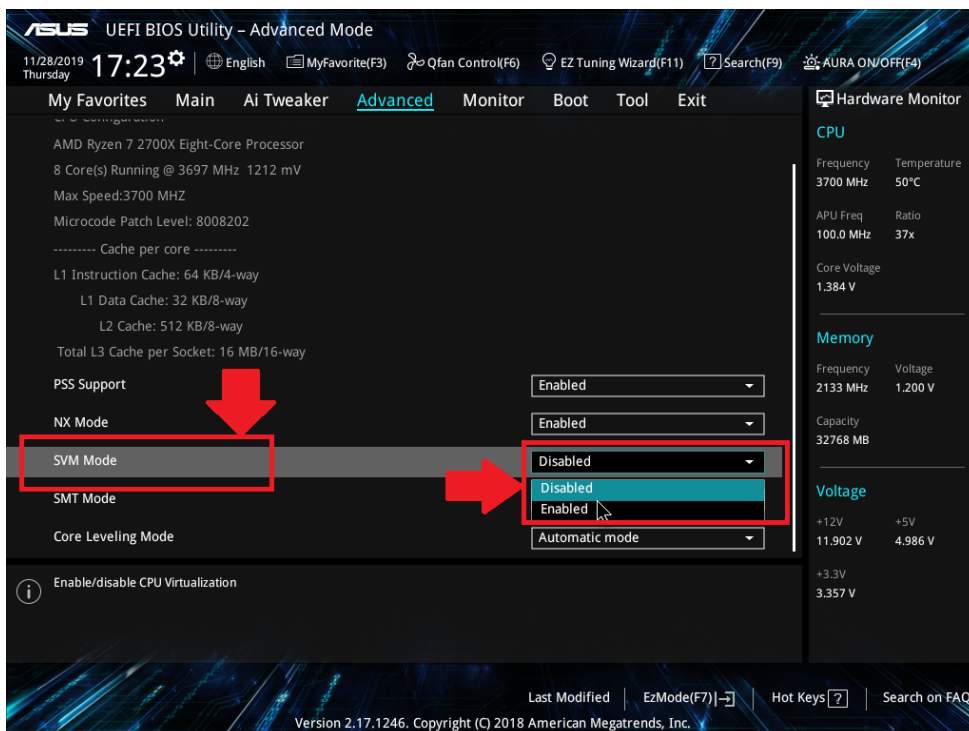 ASUS UEFI BIOS Utility – Advanced Mode
11/28/2019 Thursday 17:23 English MyFavorite(F3) Qfan Control(F6) EZ Tuning Wizard(F11) ? Search(F9) AURA ON/OFF(F4)
My Favorites Main Ai Tweaker Advanced Monitor Boot Tool Exit
CPU Configuration
AMD Ryzen 7 2700X Eight-Core Processor
8 Core(s) Running @ 3697 MHz 1212 mV
Max Speed:3700 MHZ
Microcode Patch Level: 8008202
--------- Cache per core ---------
L1 Instruction Cache: 64 KB/4-way
L1 Data Cache: 32 KB/8-way
L2 Cache: 512 KB/8-way
Total L3 Cache per Socket: 16 MB/16-way
PSS Support Enabled
NX Mode Enabled
SVM Mode Disabled
Disabled
SMT Mode
Enabled
Core Leveling Mode Automatic mode
i Enable/disable CPU Virtualization
Hardware Monitor
CPU
Frequency Temperature
3700 MHz 50°C
APU Freq Ratio
100.0 MHz 37x
Core Voltage
1.384 V
Memory
Frequency Voltage
2133 MHz 1.200 V
Capacity
32768 MB
Voltage
+12V +5V
11.902 V 4.986 V
+3.3V
3.357 V
Last Modified EzMode(F7) Hot Keys ? Search on FAQ
Version 2.17.1246. Copyright (C) 2018 American Megatrends, Inc.